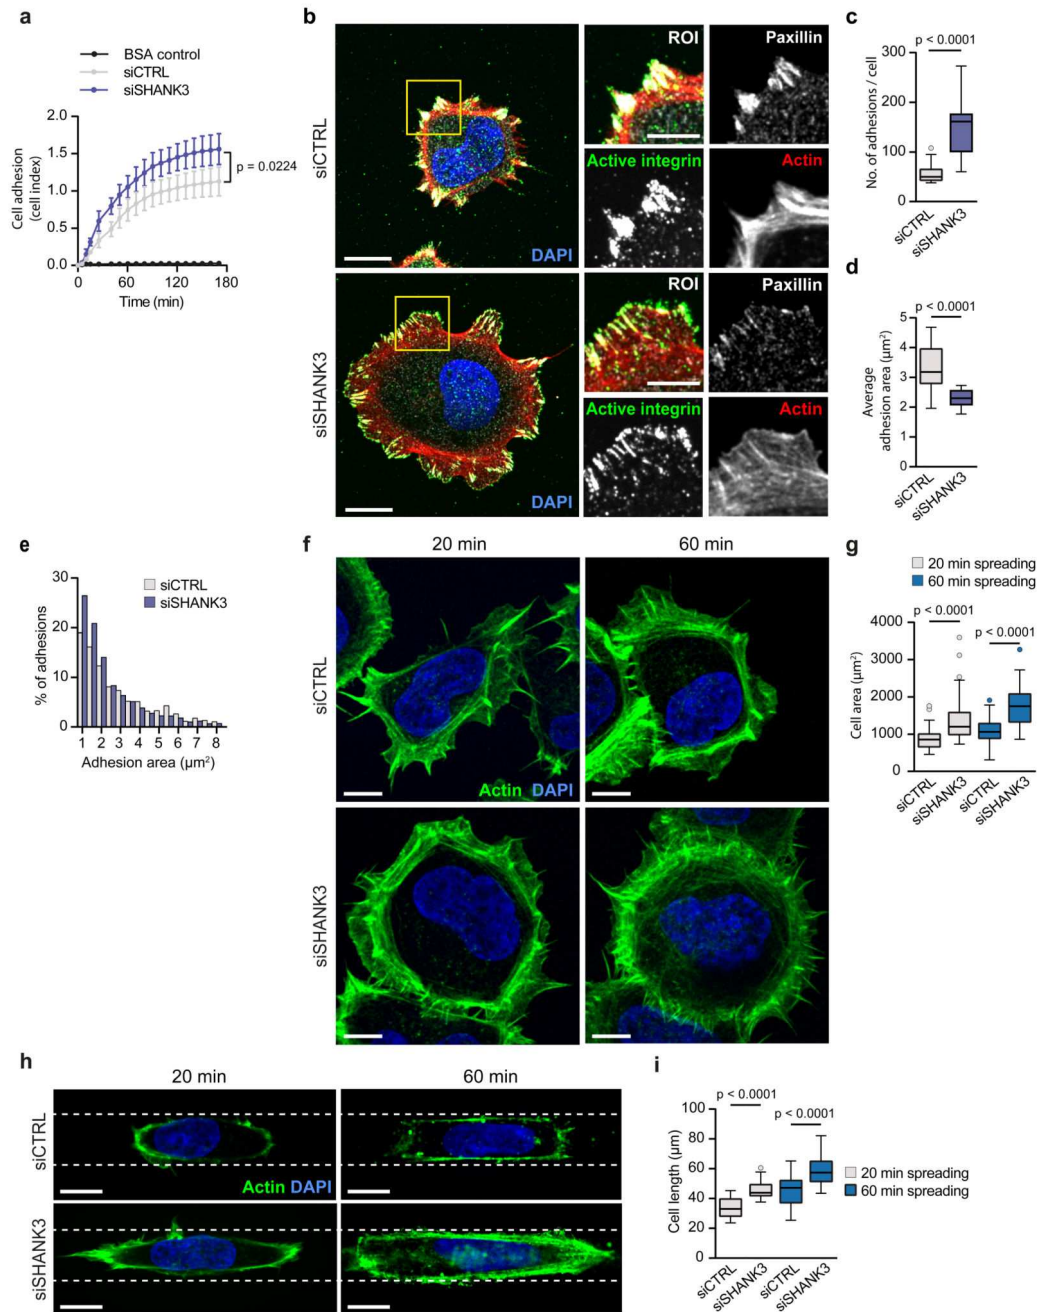 a
BSA control
siCTRL
siSHANK3
2.0
1.5
1.0
0.5
0.0
Cell adhesion
(cell index)
p = 0.0224
0 60 120 180
Time (min)
b
siCTRL
DAPI
ROI
Paxillin
Active integrin
Actin
siSHANK3
DAPI
ROI
Paxillin
Active integrin
Actin
c
p < 0.0001
300
200
100
0
No. of adhesions / cell
siCTRL
siSHANK3
d
p < 0.0001
5
4
3
2
1
0
Average
adhesion area (µm²)
siCTRL
siSHANK3
e
30
20
10
0
% of adhesions
siCTRL
siSHANK3
1 2 3 4 5 6 7 8
Adhesion area (µm²)
f
20 min 60 min
siCTRL
Actin DAPI
siSHANK3
g
20 min spreading
60 min spreading
p < 0.0001
p < 0.0001
4000
3000
2000
1000
0
Cell area (µm²)
siCTRL
siSHANK3
siCTRL
siSHANK3
h
20 min 60 min
siCTRL
Actin DAPI
siSHANK3
i
p < 0.0001
p < 0.0001
100
80
60
40
20
0
Cell length (µm)
20 min spreading
60 min spreading
siCTRL
siSHANK3
siCTRL
siSHANK3